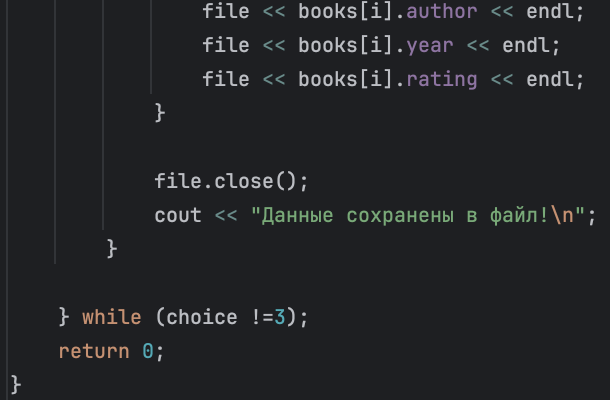 file << books[i].author << endl;
file << books[i].year << endl;
file << books[i].rating << endl;
}
file.close();
cout << "Данные сохранены в файл!\n";
}
} while (choice !=3);
return 0;
}